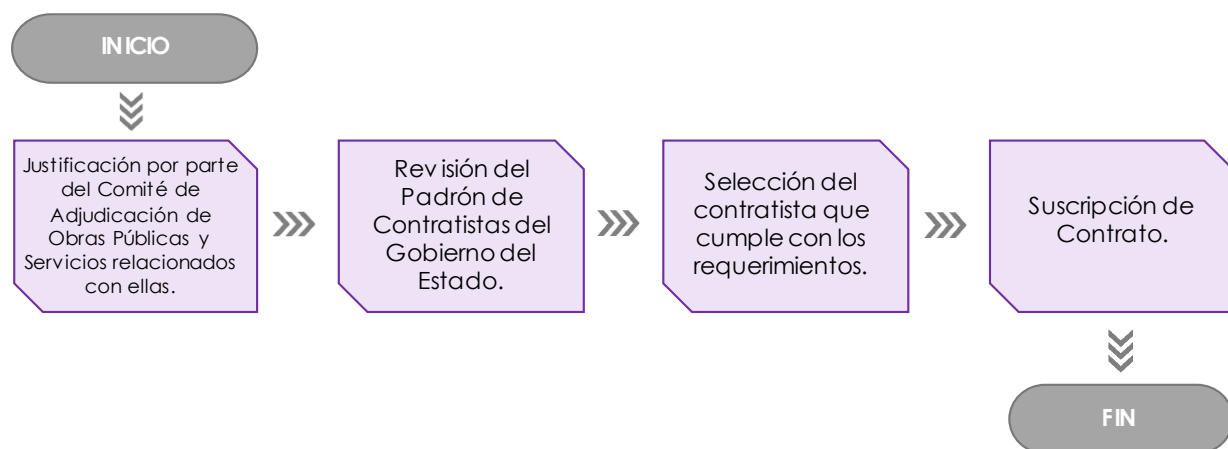 INICIO
Justificación por parte
del Comité de
Adjudicación de
Obras Públicas y
Servicios relacionados
con ellas.
Revisión del
Padrón de
Contratistas del
Gobierno del
Estado.
Selección del
contratista que
cumple con los
requerimientos.
Suscripción de
Contrato.
FIN